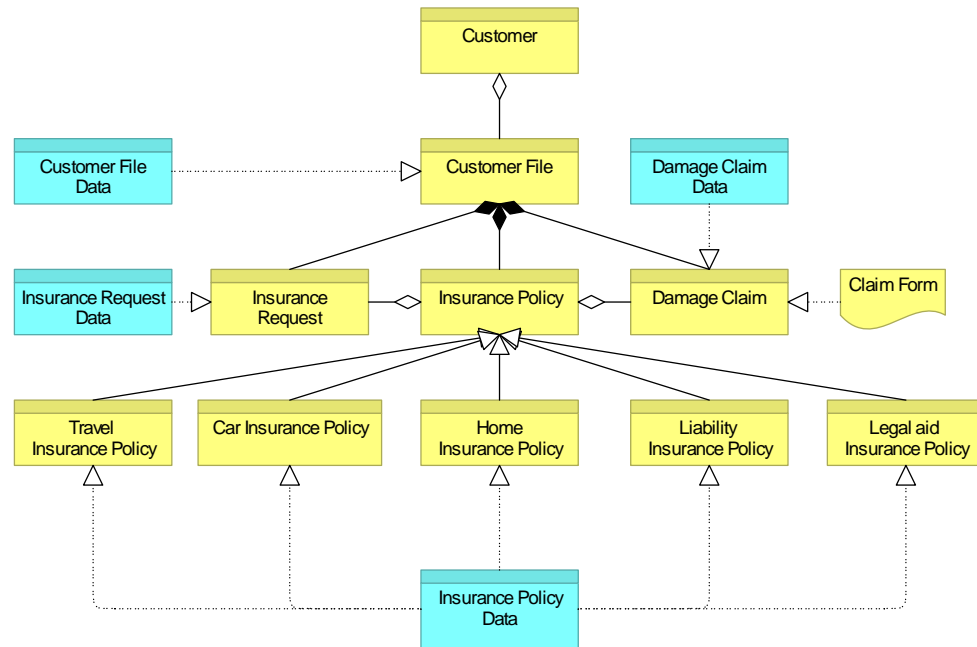 Customer
Customer File
Data
Customer File
Damage Claim
Data
Insurance Request
Data
Insurance
Request
Insurance Policy
Damage Claim
Claim Form
Travel
Insurance Policy
Car Insurance Policy
Home
Insurance Policy
Liability
Insurance Policy
Legal aid
Insurance Policy
Insurance Policy
Data